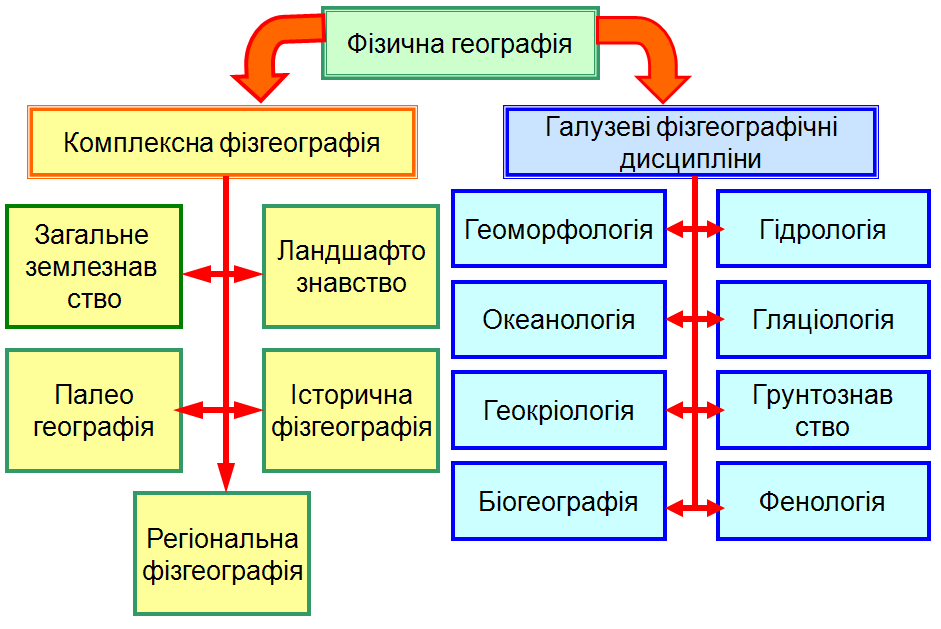 Фізична географія
Комплексна фізгеографія
Галузеві фізгеографічні
дисципліни
Загальне
землезнав
ство
Ландшафто
знавство
Палео
географія
Історична
фізгеографія
Регіональна
фізгеографія
Геоморфологія
Гідрологія
Океанологія
Гляціологія
Геокріологія
Грунтознав
ство
Біогеографія
Фенологія